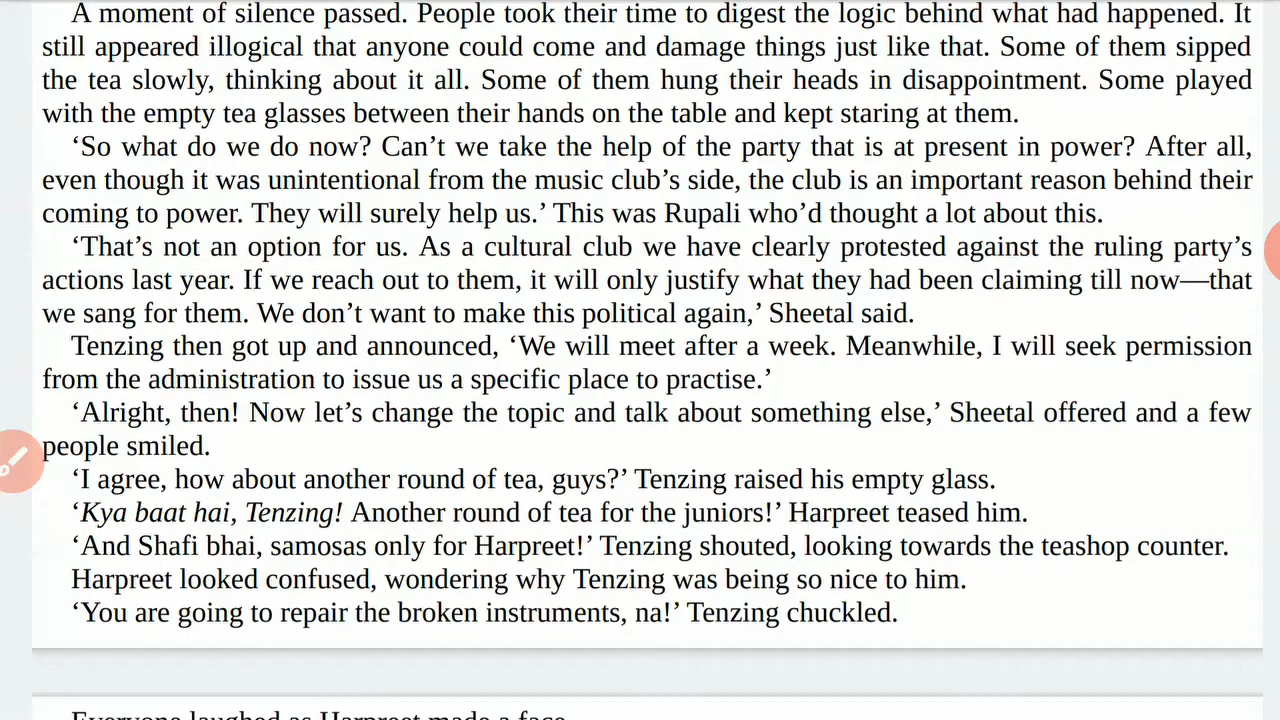 A moment of silence passed. People took their time to digest the logic behind what had happened. It
still appeared illogical that anyone could come and damage things just like that. Some of them sipped
the tea slowly, thinking about it all. Some of them hung their heads in disappointment. Some played
with the empty tea glasses between their hands on the table and kept staring at them.
‘So what do we do now? Can’t we take the help of the party that is at present in power? After all,
even though it was unintentional from the music club’s side, the club is an important reason behind their
coming to power. They will surely help us.’ This was Rupali who’d thought a lot about this.
‘That’s not an option for us. As a cultural club we have clearly protested against the ruling party’s
actions last year. If we reach out to them, it will only justify what they had been claiming till now—that
we sang for them. We don’t want to make this political again,’ Sheetal said.
Tenzing then got up and announced, ‘We will meet after a week. Meanwhile, I will seek permission
from the administration to issue us a specific place to practise.’
‘Alright, then! Now let’s change the topic and talk about something else,’ Sheetal offered and a few
people smiled.
‘I agree, how about another round of tea, guys?’ Tenzing raised his empty glass.
‘Kya baat hai, Tenzing! Another round of tea for the juniors!’ Harpreet teased him.
‘And Shafi bhai, samosas only for Harpreet!’ Tenzing shouted, looking towards the teashop counter.
Harpreet looked confused, wondering why Tenzing was being so nice to him.
‘You are going to repair the broken instruments, na!’ Tenzing chuckled.
Everyone laughed as Harpreet made a face.